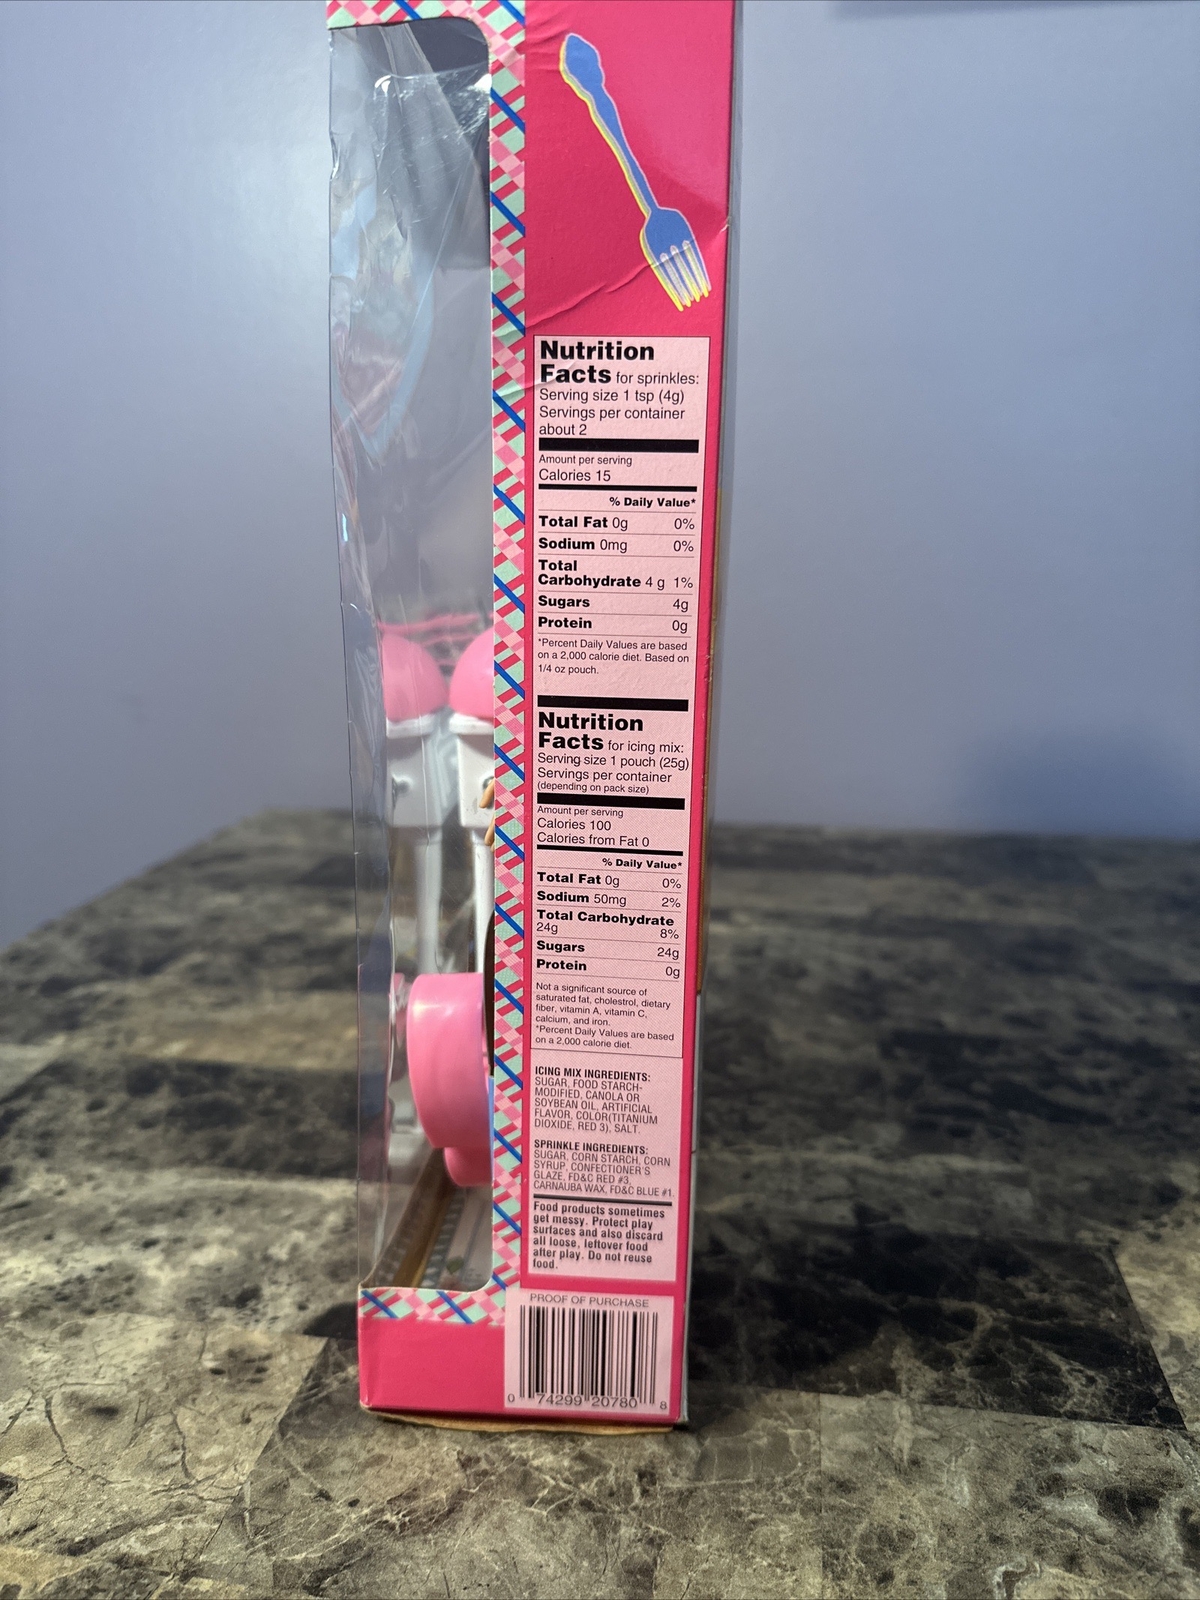 Nutrition
Facts for sprinkles:
Serving size 1 tsp (4g)
Servings per container
about 2
Amount per serving
Calories 15
% Daily Value*
Total Fat 0g 0%
Sodium 0mg 0%
Total
Carbohydrate 4 g 1%
Sugars 4g
Protein 0g
*Percent Daily Values are based
on a 2,000 calorie diet. Based on
1/4 oz pouch.
Nutrition
Facts for icing mix:
Serving size 1 pouch (25g)
Servings per container
(depending on pack size)
Amount per serving
Calories 100
Calories from Fat 0
% Daily Value*
Total Fat 0g 0%
Sodium 50mg 2%
Total Carbohydrate
24g 8%
Sugars 24g
Protein 0g
Not a significant source of
saturated fat, cholestrol, dietary
fiber, vitamin A, vitamin C,
calcium, and iron.
*Percent Daily Values are based
on a 2,000 calorie diet.
ICING MIX INGREDIENTS:
SUGAR, FOOD STARCH-
MODIFIED, CANOLA OR
SOYBEAN OIL, ARTIFICIAL
FLAVOR, COLOR(TITANIUM
DIOXIDE, RED 3), SALT.
SPRINKLE INGREDIENTS:
SUGAR, CORN STARCH, CORN
SYRUP, CONFECTIONER'S
GLAZE, FD&C RED #3,
CARNAUBA WAX, FD&C BLUE #1.
Food products sometimes
get messy. Protect play
surfaces and also discard
all loose, leftover food
after play. Do not reuse
food.
PROOF OF PURCHASE
0 74299 20780 8